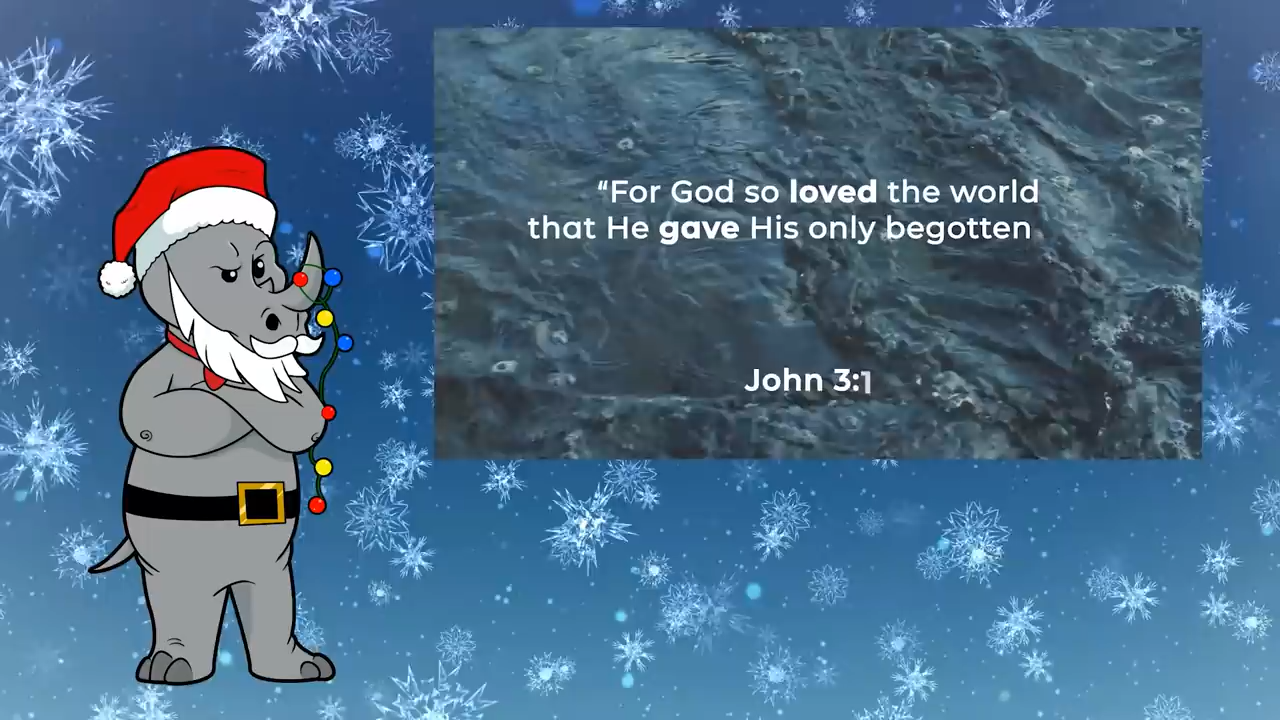 “For God so loved the world
that He gave His only begotten
John 3:1